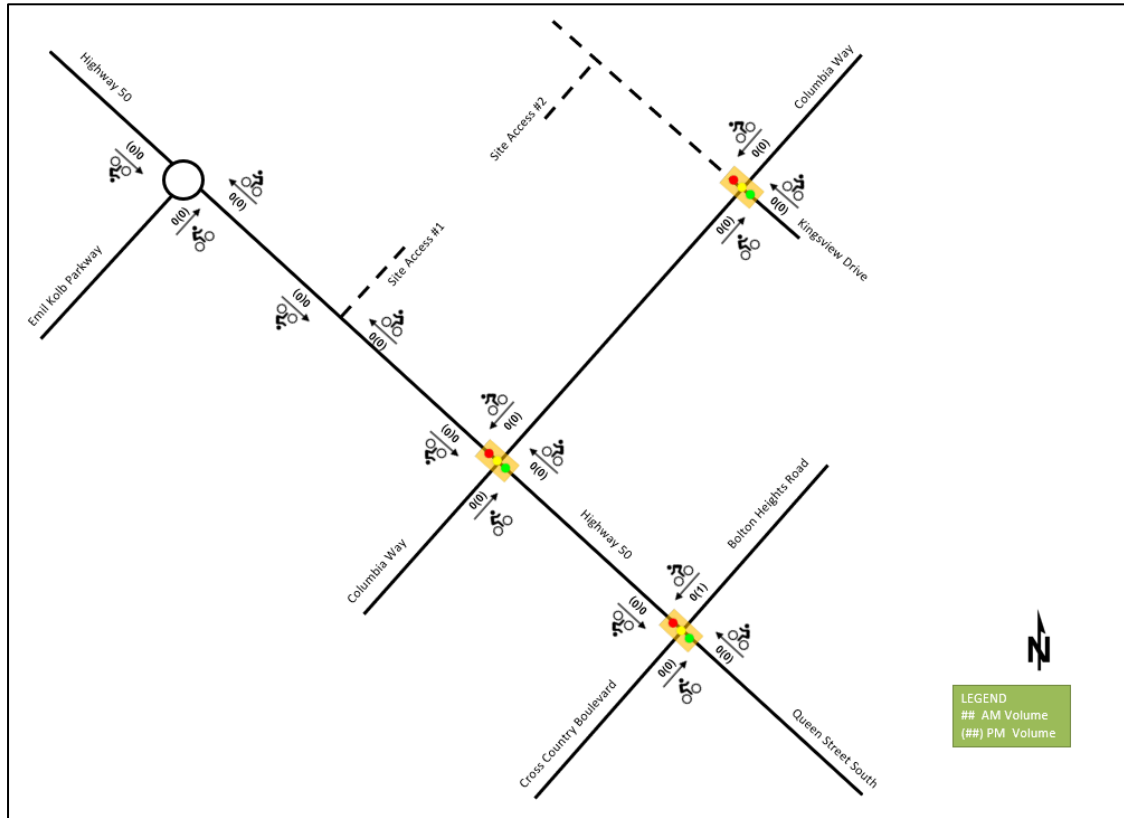 Highway 50
Columbia Way
Site Access #2
0(0)
0(0)
0(0)
0(0)
0(0)
0(0)
0(0)
Kingsview Drive
Emil Kolb Parkway
Site Access #1
0(0)
0(0)
0(0)
0(0)
0(0)
0(0)
Columbia Way
Highway 50
Bolton Heights Road
0(0)
0(1)
0(0)
0(0)
Cross Country Boulevard
Queen Street South
N
LEGEND
## AM Volume
(##) PM Volume